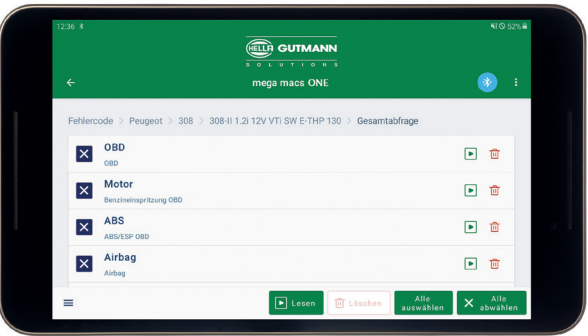 12:36
52%
HELLA GUTMANN
SOLUTIONS
mega macs ONE
Fehlercode > Peugeot > 308 > 308-II 1.2i 12V VTi SW E-THP 130 > Gesamtabfrage
OBD
OBD
Motor
Benzineinspritzung OBD
ABS
ABS/ESP OBD
Airbag
Airbag
Lesen
Löschen
Alle
auswählen
Alle
abwählen